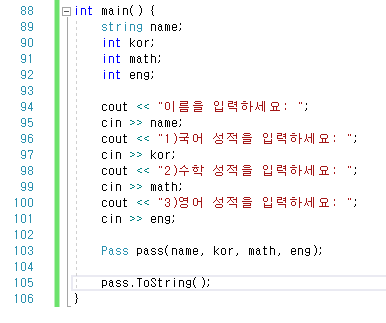 88 int main() {
89 string name;
90 int kor;
91 int math;
92 int eng;
93
94 cout << "이름을 입력하세요: ";
95 cin >> name;
96 cout << "1)국어 성적을 입력하세요: ";
97 cin >> kor;
98 cout << "2)수학 성적을 입력하세요: ";
99 cin >> math;
100 cout << "3)영어 성적을 입력하세요: ";
101 cin >> eng;
102
103 Pass pass(name, kor, math, eng);
104
105 pass.ToString();
106 }